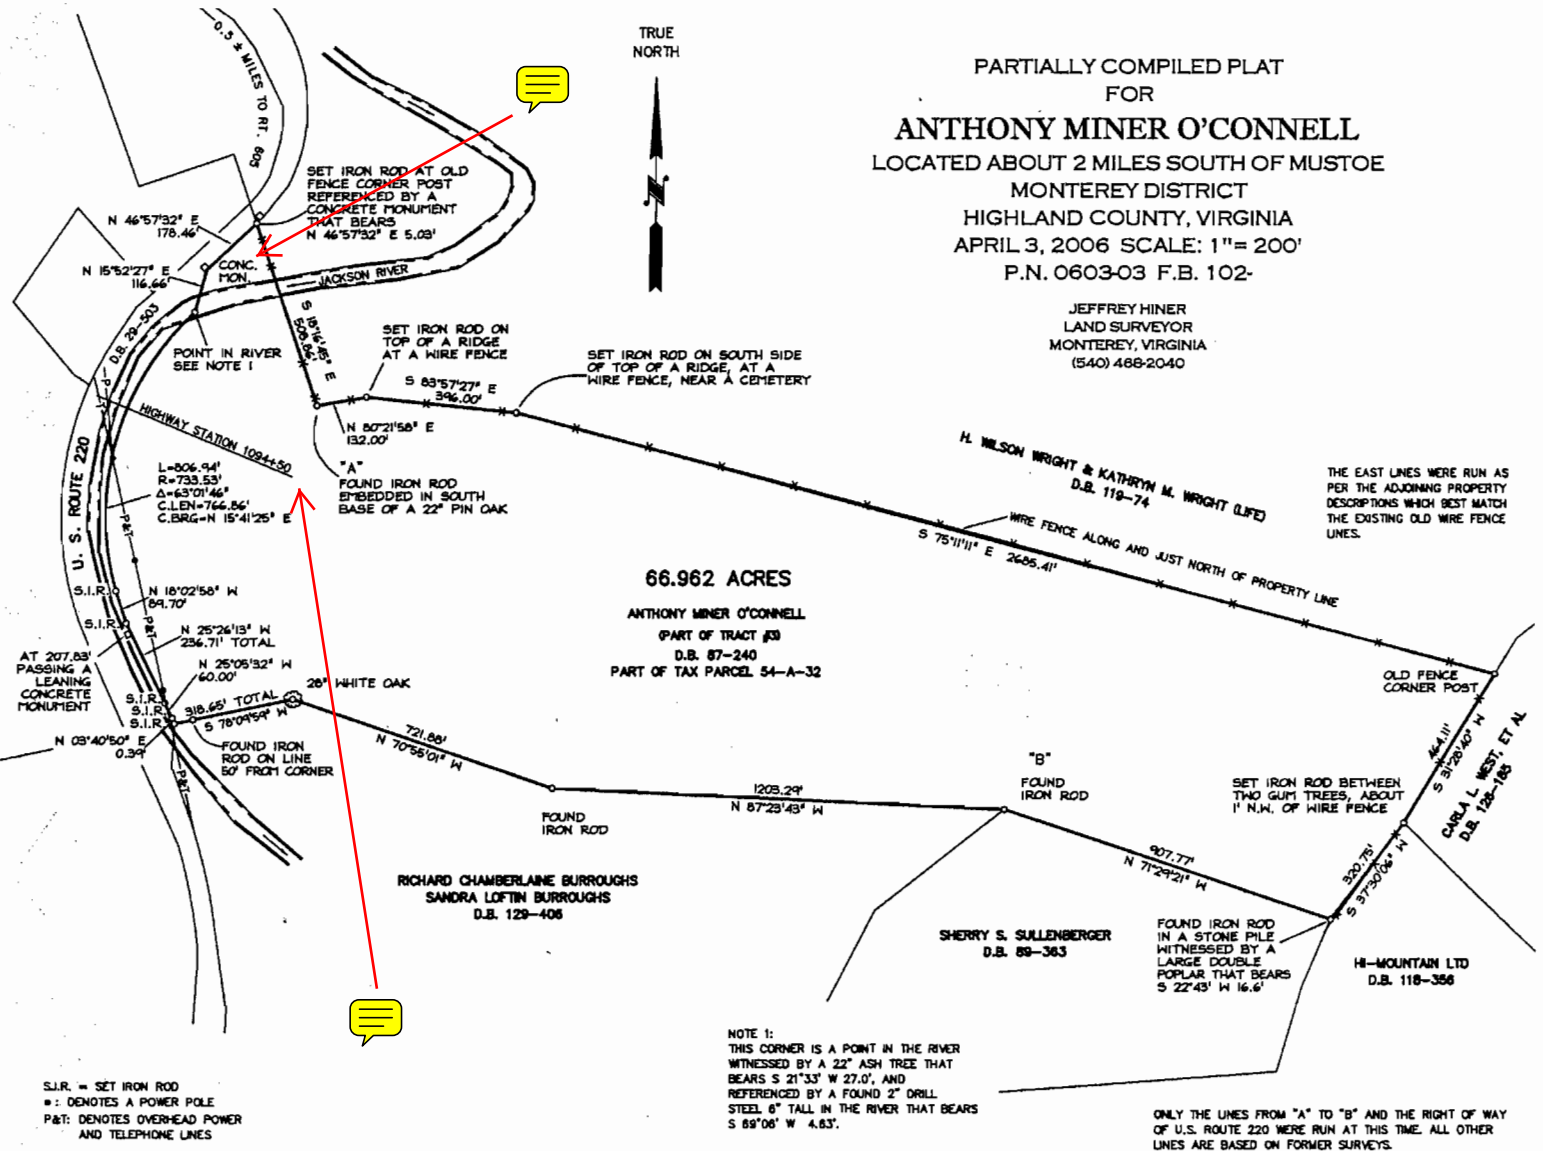 PARTIALLY COMPILED PLAT
FOR
ANTHONY MINER O'CONNELL
LOCATED ABOUT 2 MILES SOUTH OF MUSTOE
MONTEREY DISTRICT
HIGHLAND COUNTY, VIRGINIA
APRIL 3, 2006 SCALE: 1"= 200'
P.N. 0603-03 F.B. 102-
JEFFREY HINER
LAND SURVEYOR
MONTEREY, VIRGINIA
(540) 468-2040
TRUE
NORTH
N
0.5 ± MILES TO RT. 605
SET IRON ROD AT OLD
FENCE CORNER POST
REFERENCED BY A
CONCRETE MONUMENT
THAT BEARS
N 46°57'32" E 5.03'
N 46°57'32" E
178.46'
N 15°52'27" E
116.66'
CONC.
MON.
JACKSON RIVER
D.B. 29-503
POINT IN RIVER
SEE NOTE 1
S 18°16'45" E
508.86'
SET IRON ROD ON
TOP OF A RIDGE
AT A WIRE FENCE
S 83°57'27" E
396.00'
SET IRON ROD ON SOUTH SIDE
OF TOP OF A RIDGE, AT A
WIRE FENCE, NEAR A CEMETERY
N 80°21'58" E
132.00'
"A"
FOUND IRON ROD
EMBEDDED IN SOUTH
BASE OF A 22" PIN OAK
HIGHWAY STATION 1094+50
P&T
U. S. ROUTE 220
L=806.94'
R=733.53'
Δ=63°01'46"
C.LEN=766.86'
C.BRG=N 15°41'25" E
P&T
H. WILSON WRIGHT & KATHRYN M. WRIGHT (LIFE)
D.B. 119-74
THE EAST LINES WERE RUN AS
PER THE ADJOINING PROPERTY
DESCRIPTIONS WHICH BEST MATCH
THE EXISTING OLD WIRE FENCE
LINES.
S 75°11'11" E 2685.41'
WIRE FENCE ALONG AND JUST NORTH OF PROPERTY LINE
66.962 ACRES
ANTHONY MINER O'CONNELL
(PART OF TRACT #3)
D.B. 87-240
PART OF TAX PARCEL 54-A-32
S.I.R.
N 18°02'58" W
89.70'
S.I.R.
P&T
N 25°26'13" W
236.71' TOTAL
AT 207.83'
PASSING A
LEANING
CONCRETE
MONUMENT
N 25°05'32" W
60.00'
S.I.R.
S.I.R.
S.I.R.
318.65' TOTAL
S 78°09'59" W
28" WHITE OAK
N 03°40'50" E
0.39'
FOUND IRON
ROD ON LINE
50' FROM CORNER
P&T
721.88'
N 70°55'01" W
FOUND
IRON ROD
1203.29'
N 87°23'43" W
"B"
FOUND
IRON ROD
OLD FENCE
CORNER POST
464.11'
S 31°28'40" W
CARLA L. WEST, ET AL
D.B. 128-185
SET IRON ROD BETWEEN
TWO GUM TREES, ABOUT
1' N.W. OF WIRE FENCE
907.77'
N 71°29'21" W
320.75'
S 37°30'06" W
RICHARD CHAMBERLAINE BURROUGHS
SANDRA LOFTIN BURROUGHS
D.B. 129-406
SHERRY S. SULLENBERGER
D.B. 89-363
FOUND IRON ROD
IN A STONE PILE
WITNESSED BY A
LARGE DOUBLE
POPLAR THAT BEARS
S 22°43' W 16.6'
HI-MOUNTAIN LTD
D.B. 118-356
NOTE 1:
THIS CORNER IS A POINT IN THE RIVER
WITNESSED BY A 22" ASH TREE THAT
BEARS S 21°33' W 27.0', AND
REFERENCED BY A FOUND 2" DRILL
STEEL 6" TALL IN THE RIVER THAT BEARS
S 69°06' W 4.63'.
S.I.R. = SET IRON ROD
: DENOTES A POWER POLE
P&T: DENOTES OVERHEAD POWER
AND TELEPHONE LINES
ONLY THE LINES FROM "A" TO "B" AND THE RIGHT OF WAY
OF U.S. ROUTE 220 WERE RUN AT THIS TIME. ALL OTHER
LINES ARE BASED ON FORMER SURVEYS.